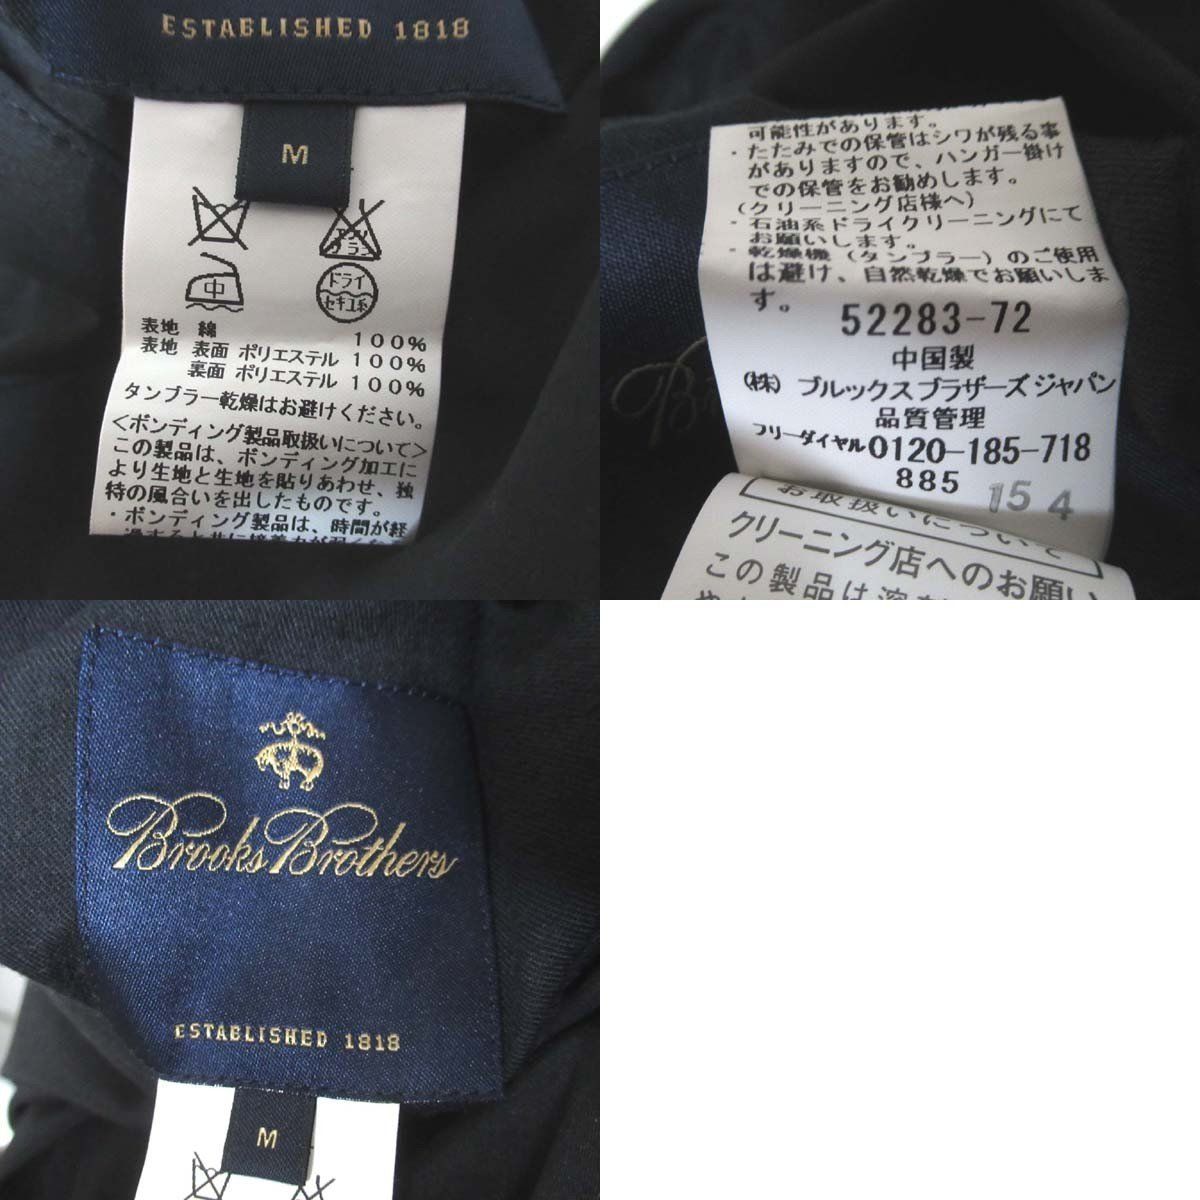 ESTABLISHED 1818
M
中
ドライ
セキユ系
表地 綿 100%
表地 表面 ポリエステル 100%
裏面 ポリエステル 100%
タンブラー乾燥はお避けください。
<ボンディング製品取扱いについて>
この製品は、ボンディング加工に
より生地と生地を貼りあわせ、独
特の風合いを出したものです。
・ボンディング製品は、時間が経
可能性があります。
・たたみでの保管はシワが残る事
がありますので、ハンガー掛け
での保管をお勧めします。
(クリーニング店様へ)
・石油系ドライクリーニングにて
お願いします。
・乾燥機(タンブラー)のご使用
は避け、自然乾燥でお願いしま
す。
52283-72
中国製
(株) ブルックスブラザーズジャパン
品質管理
フリーダイヤル0120-185-718
885 15 4
お取扱いについて
クリーニング店へのお願い
この製品は溶
Brooks Brothers
ESTABLISHED 1818
M